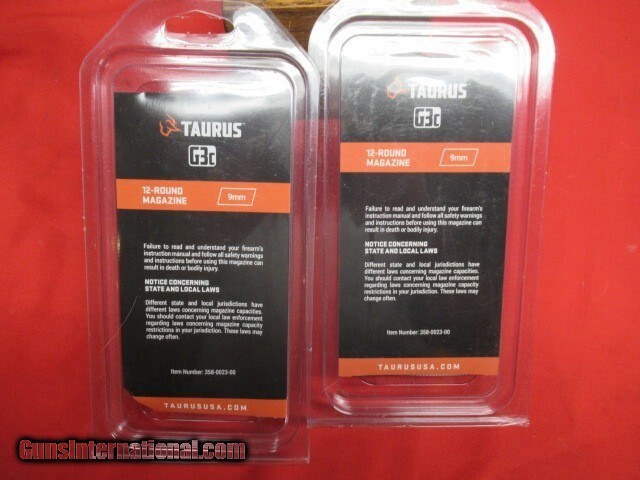 TAURUS
G3c
12-ROUND
MAGAZINE
9mm
Failure to read and understand your firearm's
instruction manual and follow all safety warnings
and instructions before using this magazine can
result in death or bodily injury.
NOTICE CONCERNING
STATE AND LOCAL LAWS
Different state and local jurisdictions have
different laws concerning magazine capacities.
You should contact your local law enforcement
regarding laws concerning magazine capacity
restrictions in your jurisdiction. These laws may
change often.
Item Number: 358-0023-00
TAURUSUSA.COM
TAURUS
G3c
12-ROUND
MAGAZINE
9mm
Failure to read and understand your firearm's
instruction manual and follow all safety warnings
and instructions before using this magazine can
result in death or bodily injury.
NOTICE CONCERNING
STATE AND LOCAL LAWS
Different state and local jurisdictions have
different laws concerning magazine capacities.
You should contact your local law enforcement
regarding laws concerning magazine capacity
restrictions in your jurisdiction. These laws may
change often.
Item Number: 358-0023-00
TAURUSUSA.COM
GunsInternational.com